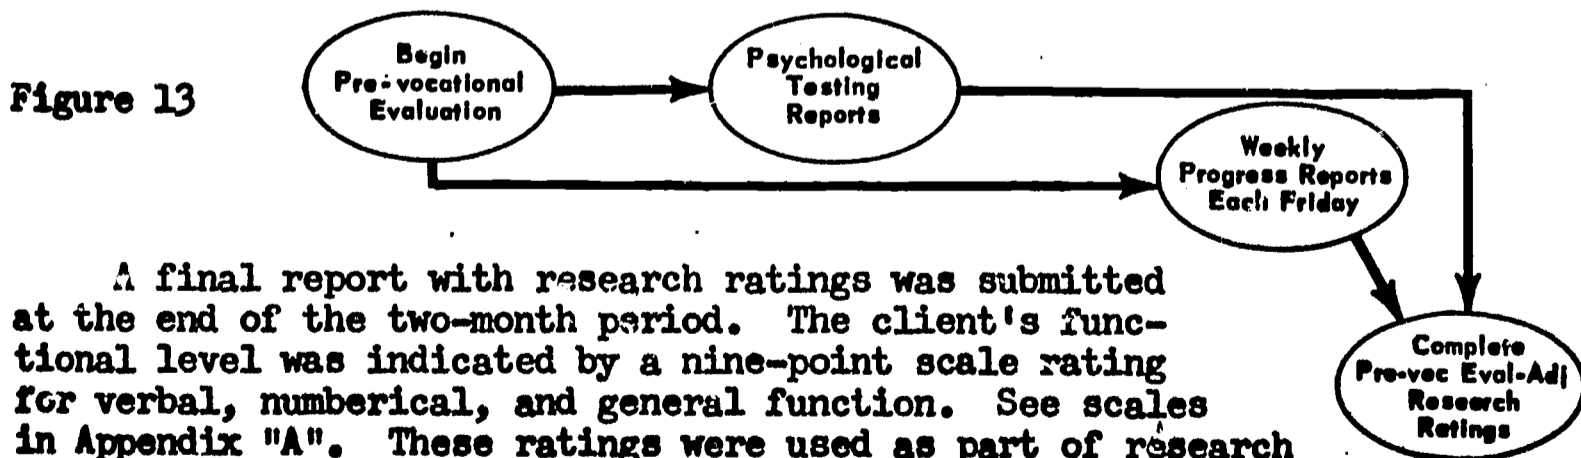 Figure 13
Begin
Pre-vocational
Evaluation
Psychological
Testing
Reports
Weekly
Progress Reports
Each Friday
Complete
Pre-voc Eval-Adj
Research
Ratings
A final report with research ratings was submitted
at the end of the two-month period. The client's func-
tional level was indicated by a nine-point scale rating
for verbal, numberical, and general function. See scales
in Appendix "A". These ratings were used as part of research